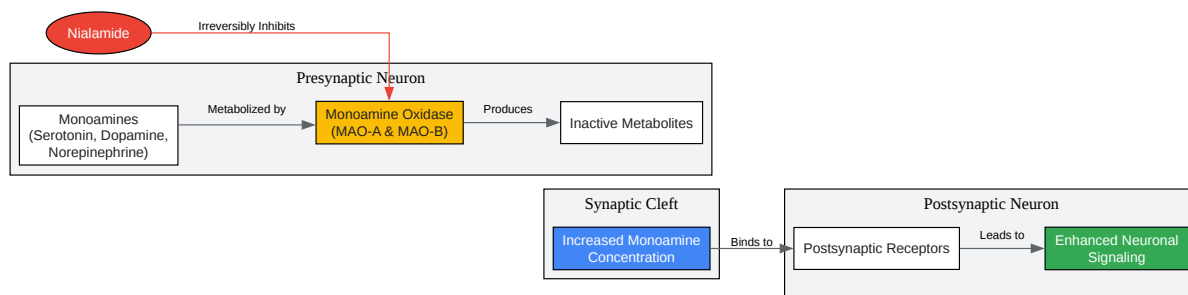 Nialamide
Irreversibly Inhibits
Presynaptic Neuron
Monoamines
(Serotonin, Dopamine,
Norepinephrine)
Metabolized by
Monoamine Oxidase
(MAO-A & MAO-B)
Produces
Inactive Metabolites
Synaptic Cleft
Increased Monoamine
Concentration
Binds to
Postsynaptic Neuron
Postsynaptic Receptors
Leads to
Enhanced Neuronal
Signaling